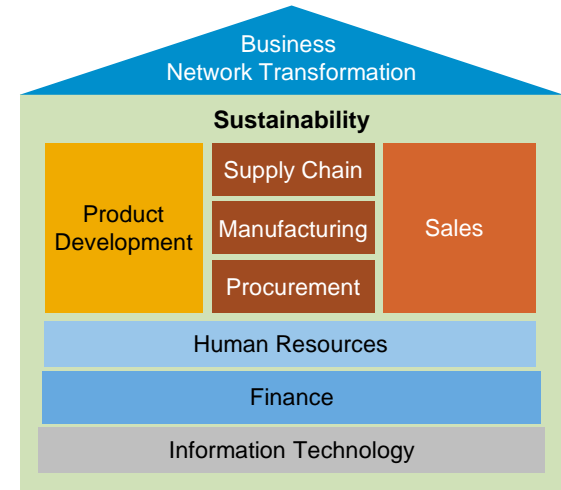 Business
Network Transformation
Sustainability
Product
Development
Supply Chain
Manufacturing
Procurement
Sales
Human Resources
Finance
Information Technology